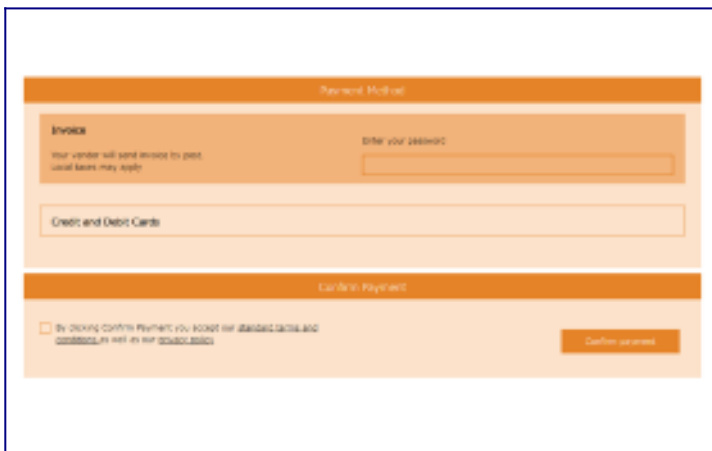 Payment Method
Invoice
Your vendor will send invoice by post.
Local taxes may apply
Enter your password
Credit and Debit Cards
Confirm Payment
By clicking Confirm Payment you accept our standard terms and
conditions as well as our privacy policy
Confirm payment